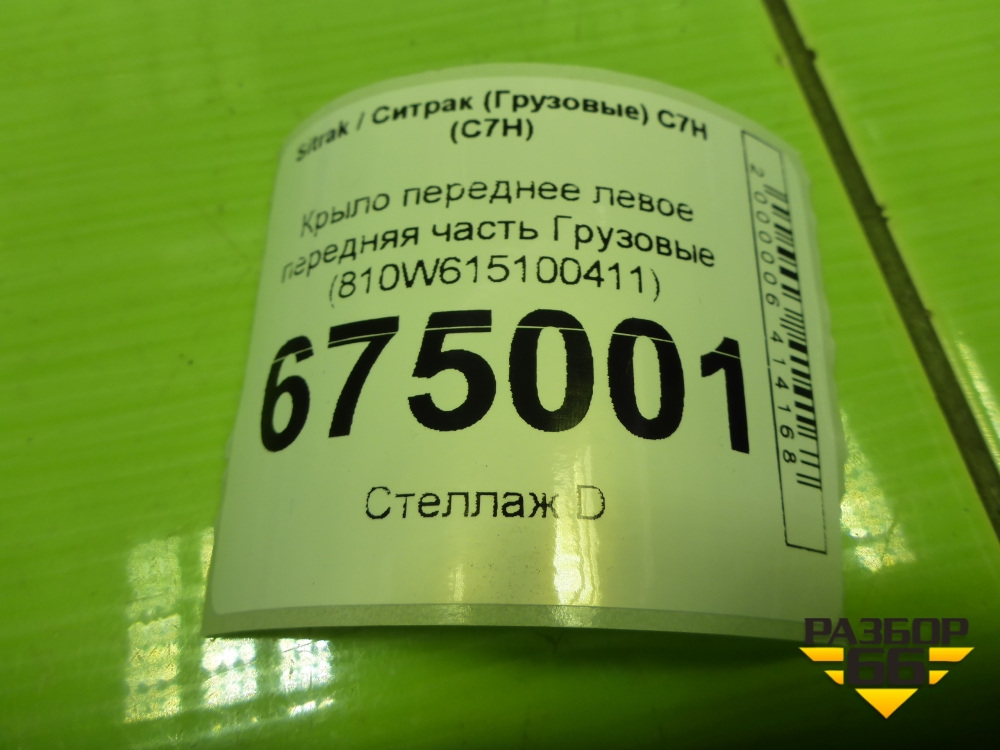 Sitrak / Ситрак (Грузовые) C7H
(C7H)
Крыло переднее левое
передняя часть Грузовые
(810W615100411)
675001
Стеллаж D
2000006414168
РАЗБОР
66